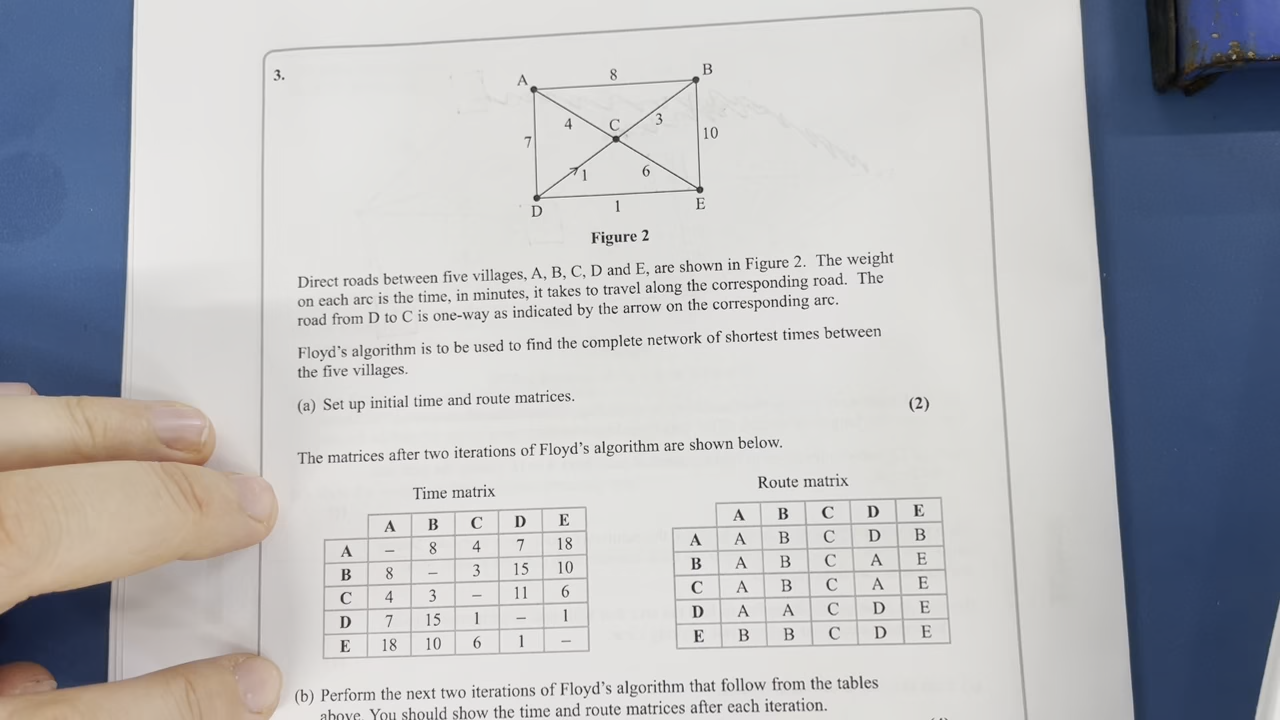 3.
A 8 B
4 C 3
7 10
1 6
D 1 E
Figure 2
Direct roads between five villages, A, B, C, D and E, are shown in Figure 2. The weight
on each arc is the time, in minutes, it takes to travel along the corresponding road. The
road from D to C is one-way as indicated by the arrow on the corresponding arc.
Floyd's algorithm is to be used to find the complete network of shortest times between
the five villages.
(a) Set up initial time and route matrices.
(2)
The matrices after two iterations of Floyd's algorithm are shown below.
Time matrix
A B C D E
A – 8 4 7 18
B 8 – 3 15 10
C 4 3 – 11 6
D 7 15 1 – 1
E 18 10 6 1 –
Route matrix
A B C D E
A A B C D B
B A B C A E
C A B C A E
D A A C D E
E B B C D E
(b) Perform the next two iterations of Floyd's algorithm that follow from the tables
above. You should show the time and route matrices after each iteration.